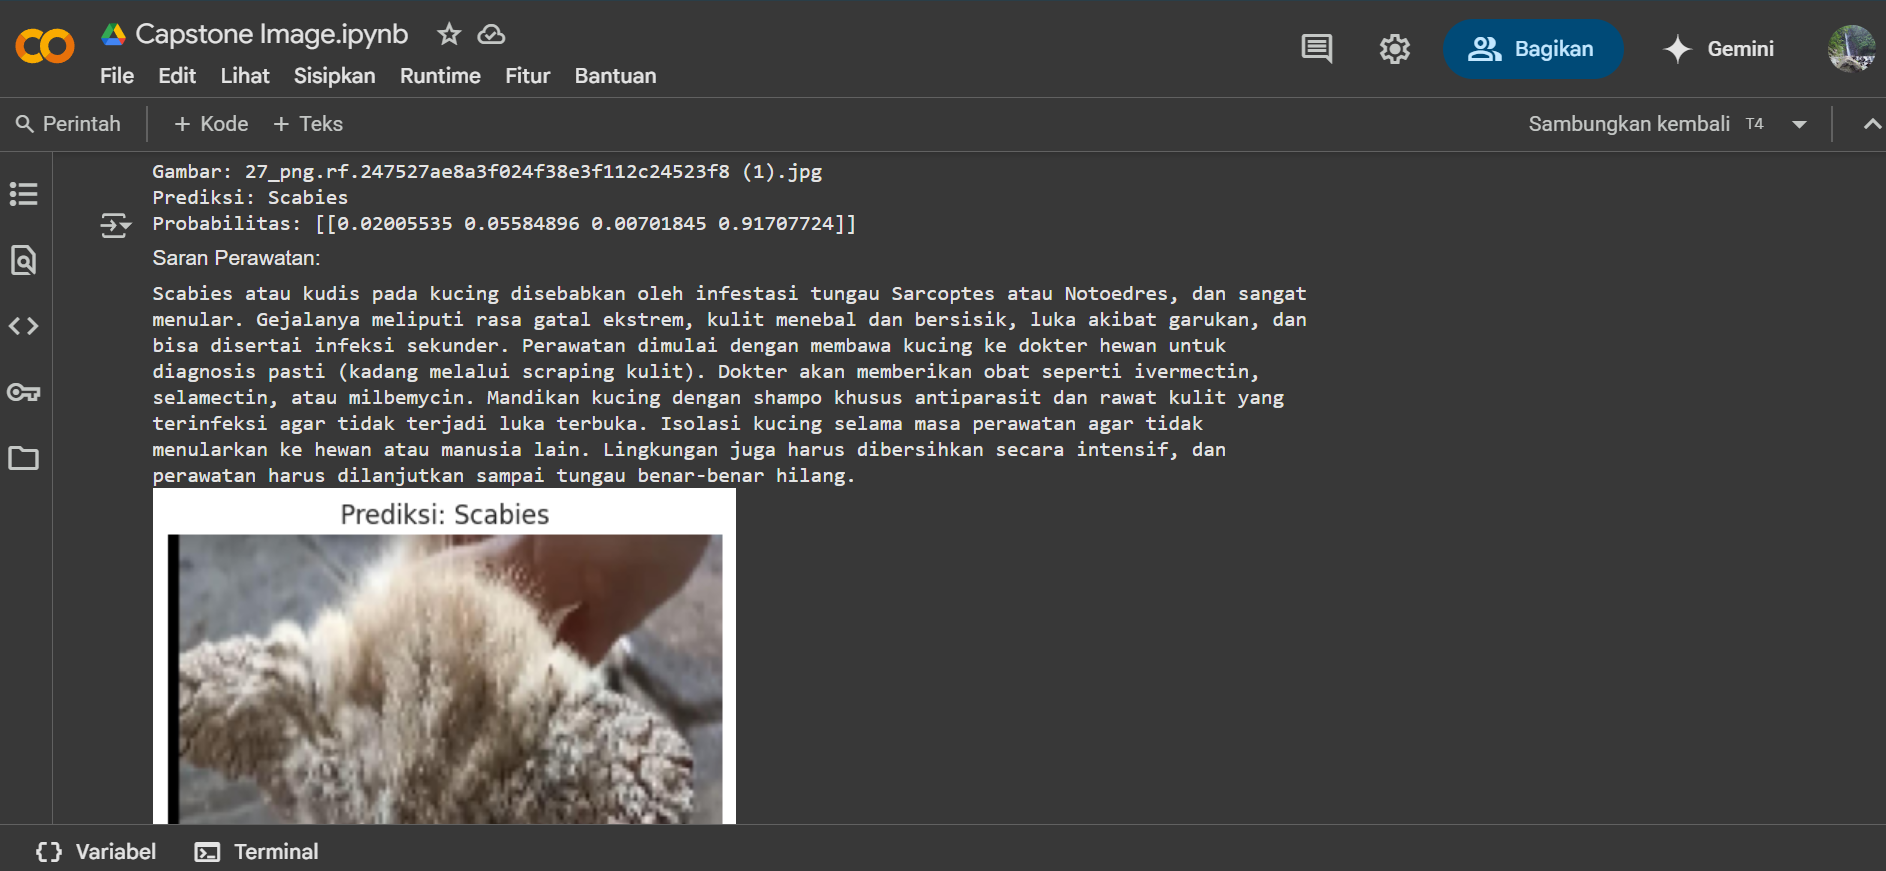 Capstone Image.ipynb
File Edit Lihat Sisipkan Runtime Fitur Bantuan
Bagikan
Gemini
Perintah + Kode + Teks
Sambungkan kembali T4
Gambar: 27_png.rf.247527ae8a3f024f38e3f112c24523f8 (1).jpg
Prediksi: Scabies
Probabilitas: [[0.02005535 0.05584896 0.00701845 0.91707724]]
Saran Perawatan:
Scabies atau kudis pada kucing disebabkan oleh infestasi tungau Sarcoptes atau Notoedres, dan sangat
menular. Gejalanya meliputi rasa gatal ekstrem, kulit menebal dan bersisik, luka akibat garukan, dan
bisa disertai infeksi sekunder. Perawatan dimulai dengan membawa kucing ke dokter hewan untuk
diagnosis pasti (kadang melalui scraping kulit). Dokter akan memberikan obat seperti ivermectin,
selamectin, atau milbemycin. Mandikan kucing dengan shampo khusus antiparasit dan rawat kulit yang
terinfeksi agar tidak terjadi luka terbuka. Isolasi kucing selama masa perawatan agar tidak
menularkan ke hewan atau manusia lain. Lingkungan juga harus dibersihkan secara intensif, dan
perawatan harus dilanjutkan sampai tungau benar-benar hilang.
Prediksi: Scabies
Variabel Terminal